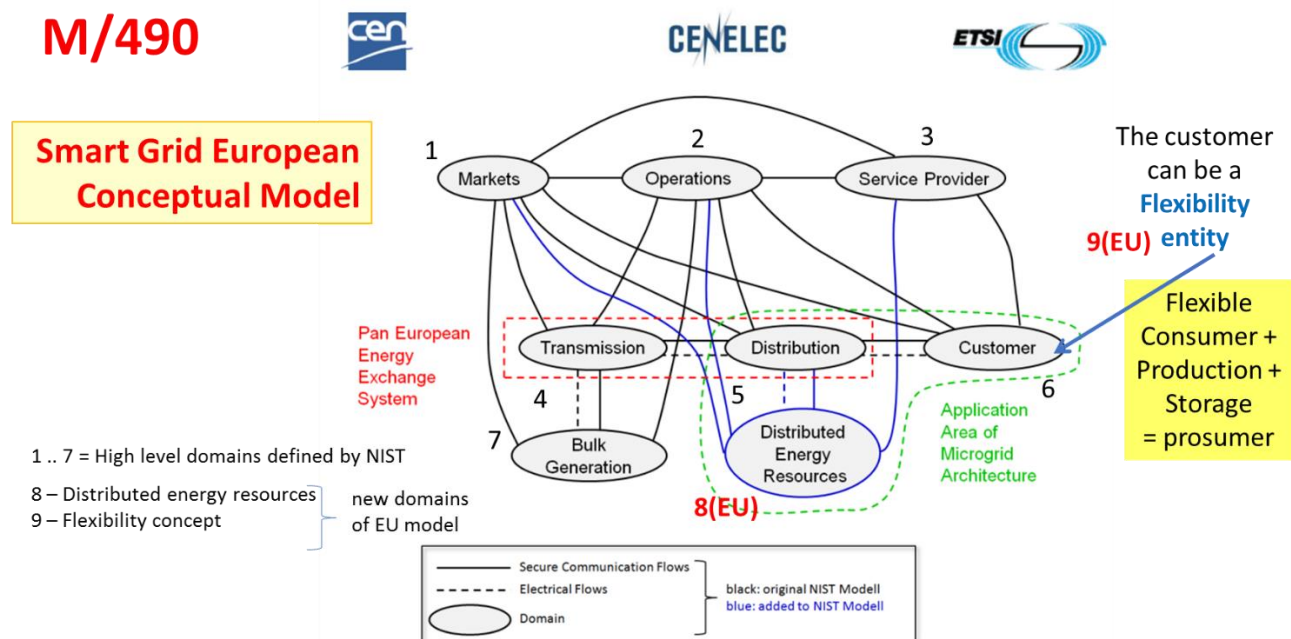 M/490
cen
CENELEC
ETSI
Smart Grid European
Conceptual Model
1
2
3
Markets
Operations
Service Provider
The customer
can be a
Flexibility
entity
9(EU)
Pan European
Energy
Exchange
System
Transmission
Distribution
Customer
4
5
6
7
Bulk
Generation
Distributed
Energy
Resources
8(EU)
Application
Area of
Microgrid
Architecture
Flexible
Consumer +
Production +
Storage
= prosumer
1 .. 7 = High level domains defined by NIST
8 – Distributed energy resources
9 – Flexibility concept
new domains
of EU model
Secure Communication Flows
Electrical Flows
Domain
black: original NIST Modell
blue: added to NIST Modell